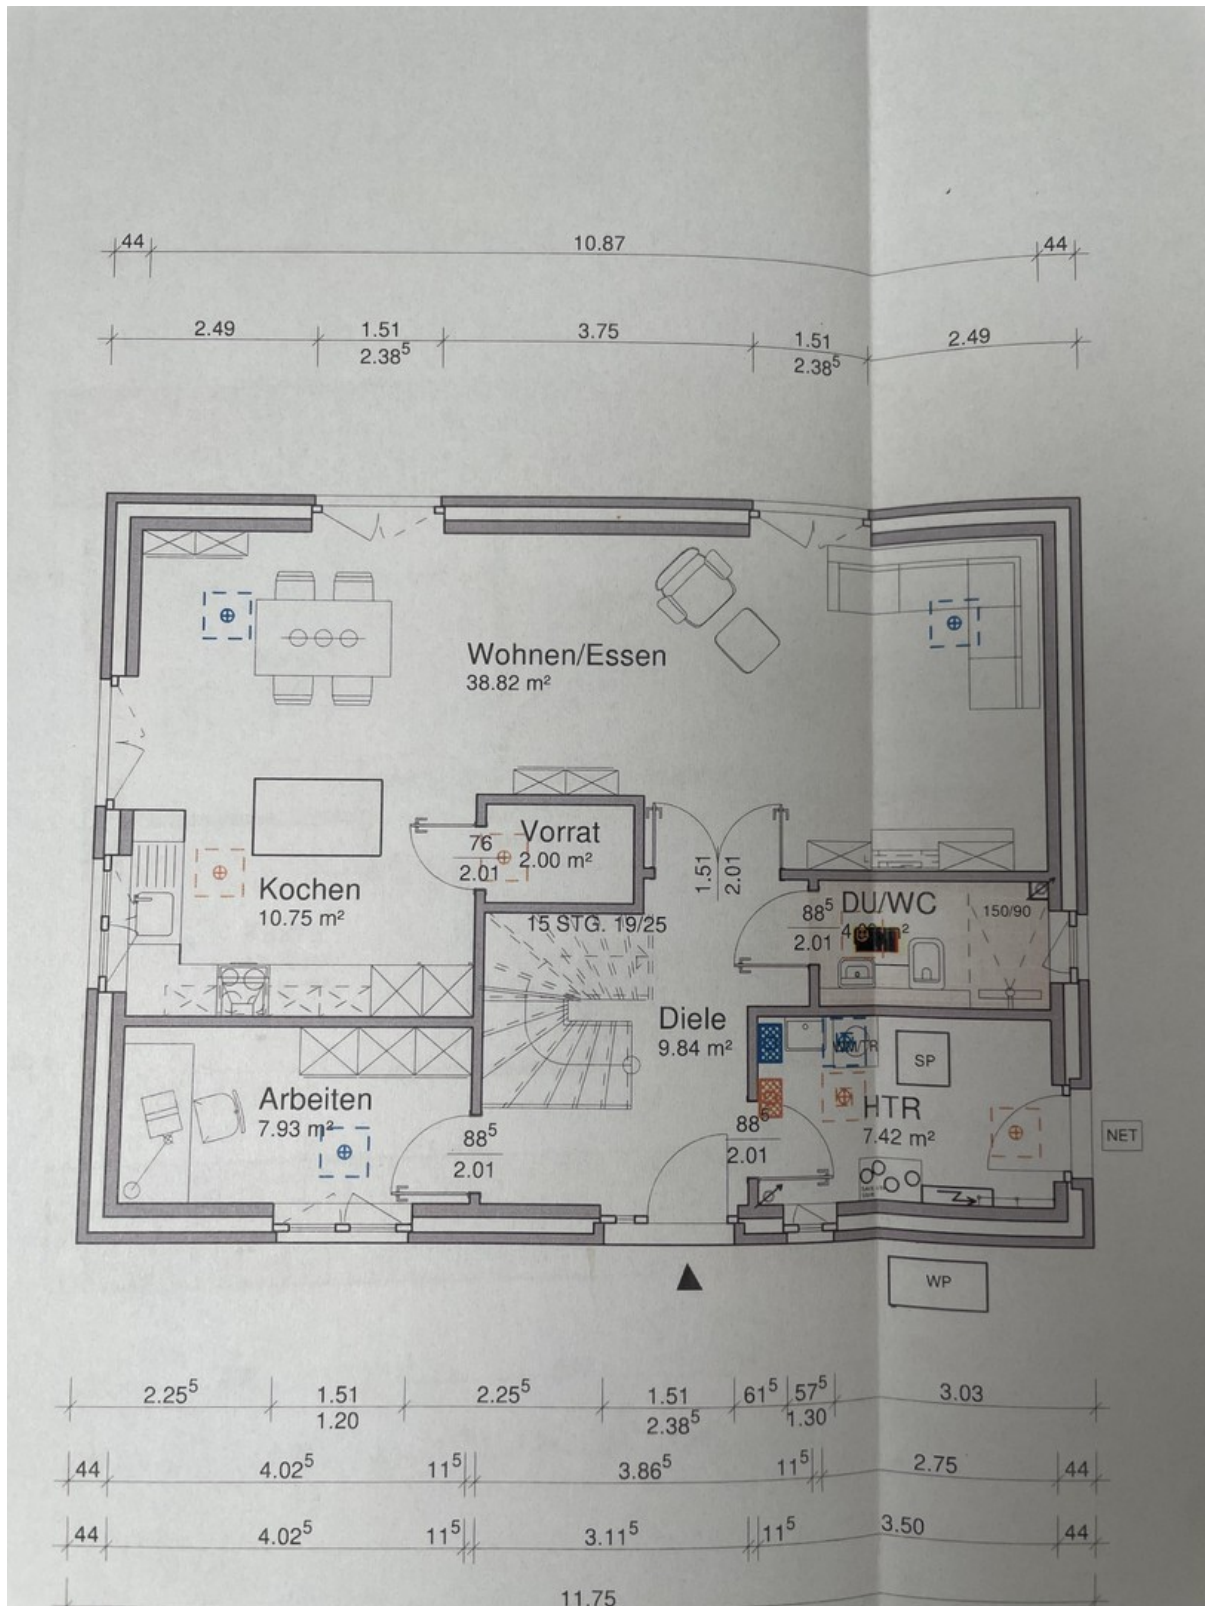 44 10.87 44
2.49 1.51 3.75 1.51 2.49
2.38⁵ 2.38⁵
Wohnen/Essen
38.82 m²
Vorrat
76 2.00 m²
2.01
Kochen
10.75 m²
1.51
2.01
15 STG. 19/25
88⁵ DU/WC
2.01
150/90
Diele
9.84 m²
WM/TR
SP
Arbeiten
7.93 m²
88⁵
2.01
HTR
7.42 m²
88⁵
2.01
NET
WP
2.25⁵ 1.51 2.25⁵ 1.51 61⁵ 57⁵ 3.03
1.20 2.38⁵ 1.30
44 4.02⁵ 11⁵ 3.86⁵ 11⁵ 2.75 44
44 4.02⁵ 11⁵ 3.11⁵ 11⁵ 3.50 44
11.75